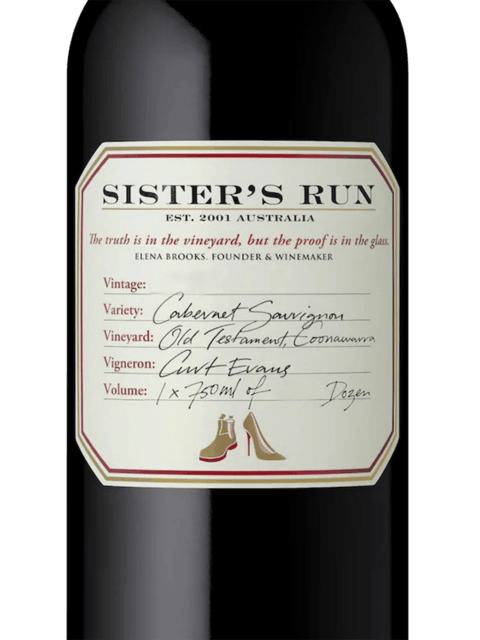 SISTER'S RUN
EST. 2001 AUSTRALIA
The truth is in the vineyard, but the proof is in the glass.
ELENA BROOKS. FOUNDER & WINEMAKER
Vintage:
Variety: Cabernet Sauvignon
Vineyard: Old Testament, Coonawarra
Vigneron: Curt Evans
Volume: 1 x 750ml of Dozen